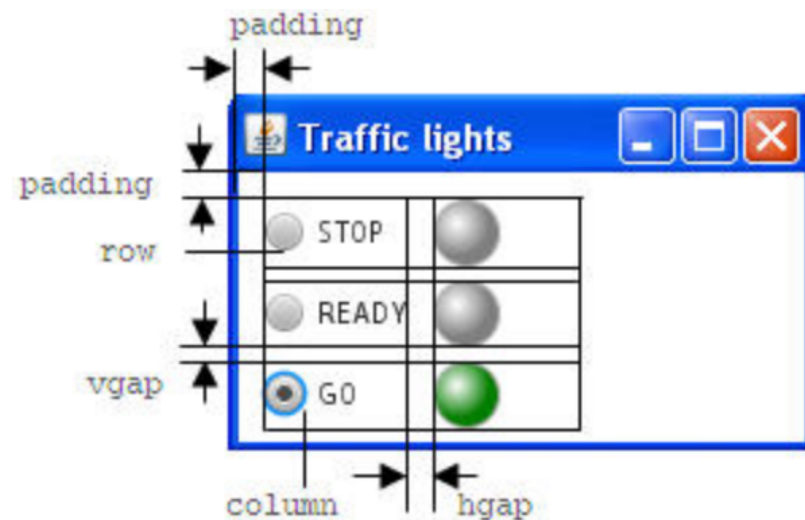 padding
Traffic lights
padding
STOP
row
READY
vgap
GO
column
hgap